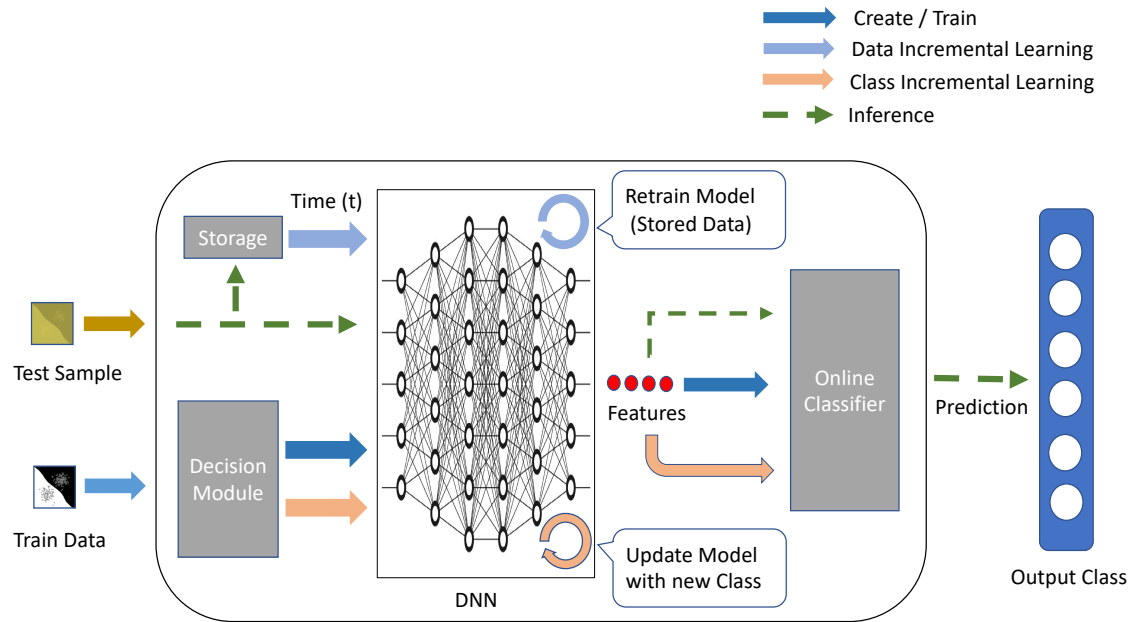 Create / Train
Data Incremental Learning
Class Incremental Learning
Inference
Time (t)
Retrain Model
(Stored Data)
Storage
Test Sample
Features
Online
Classifier
Prediction
Decision
Module
Train Data
Update Model
with new Class
DNN
Output Class